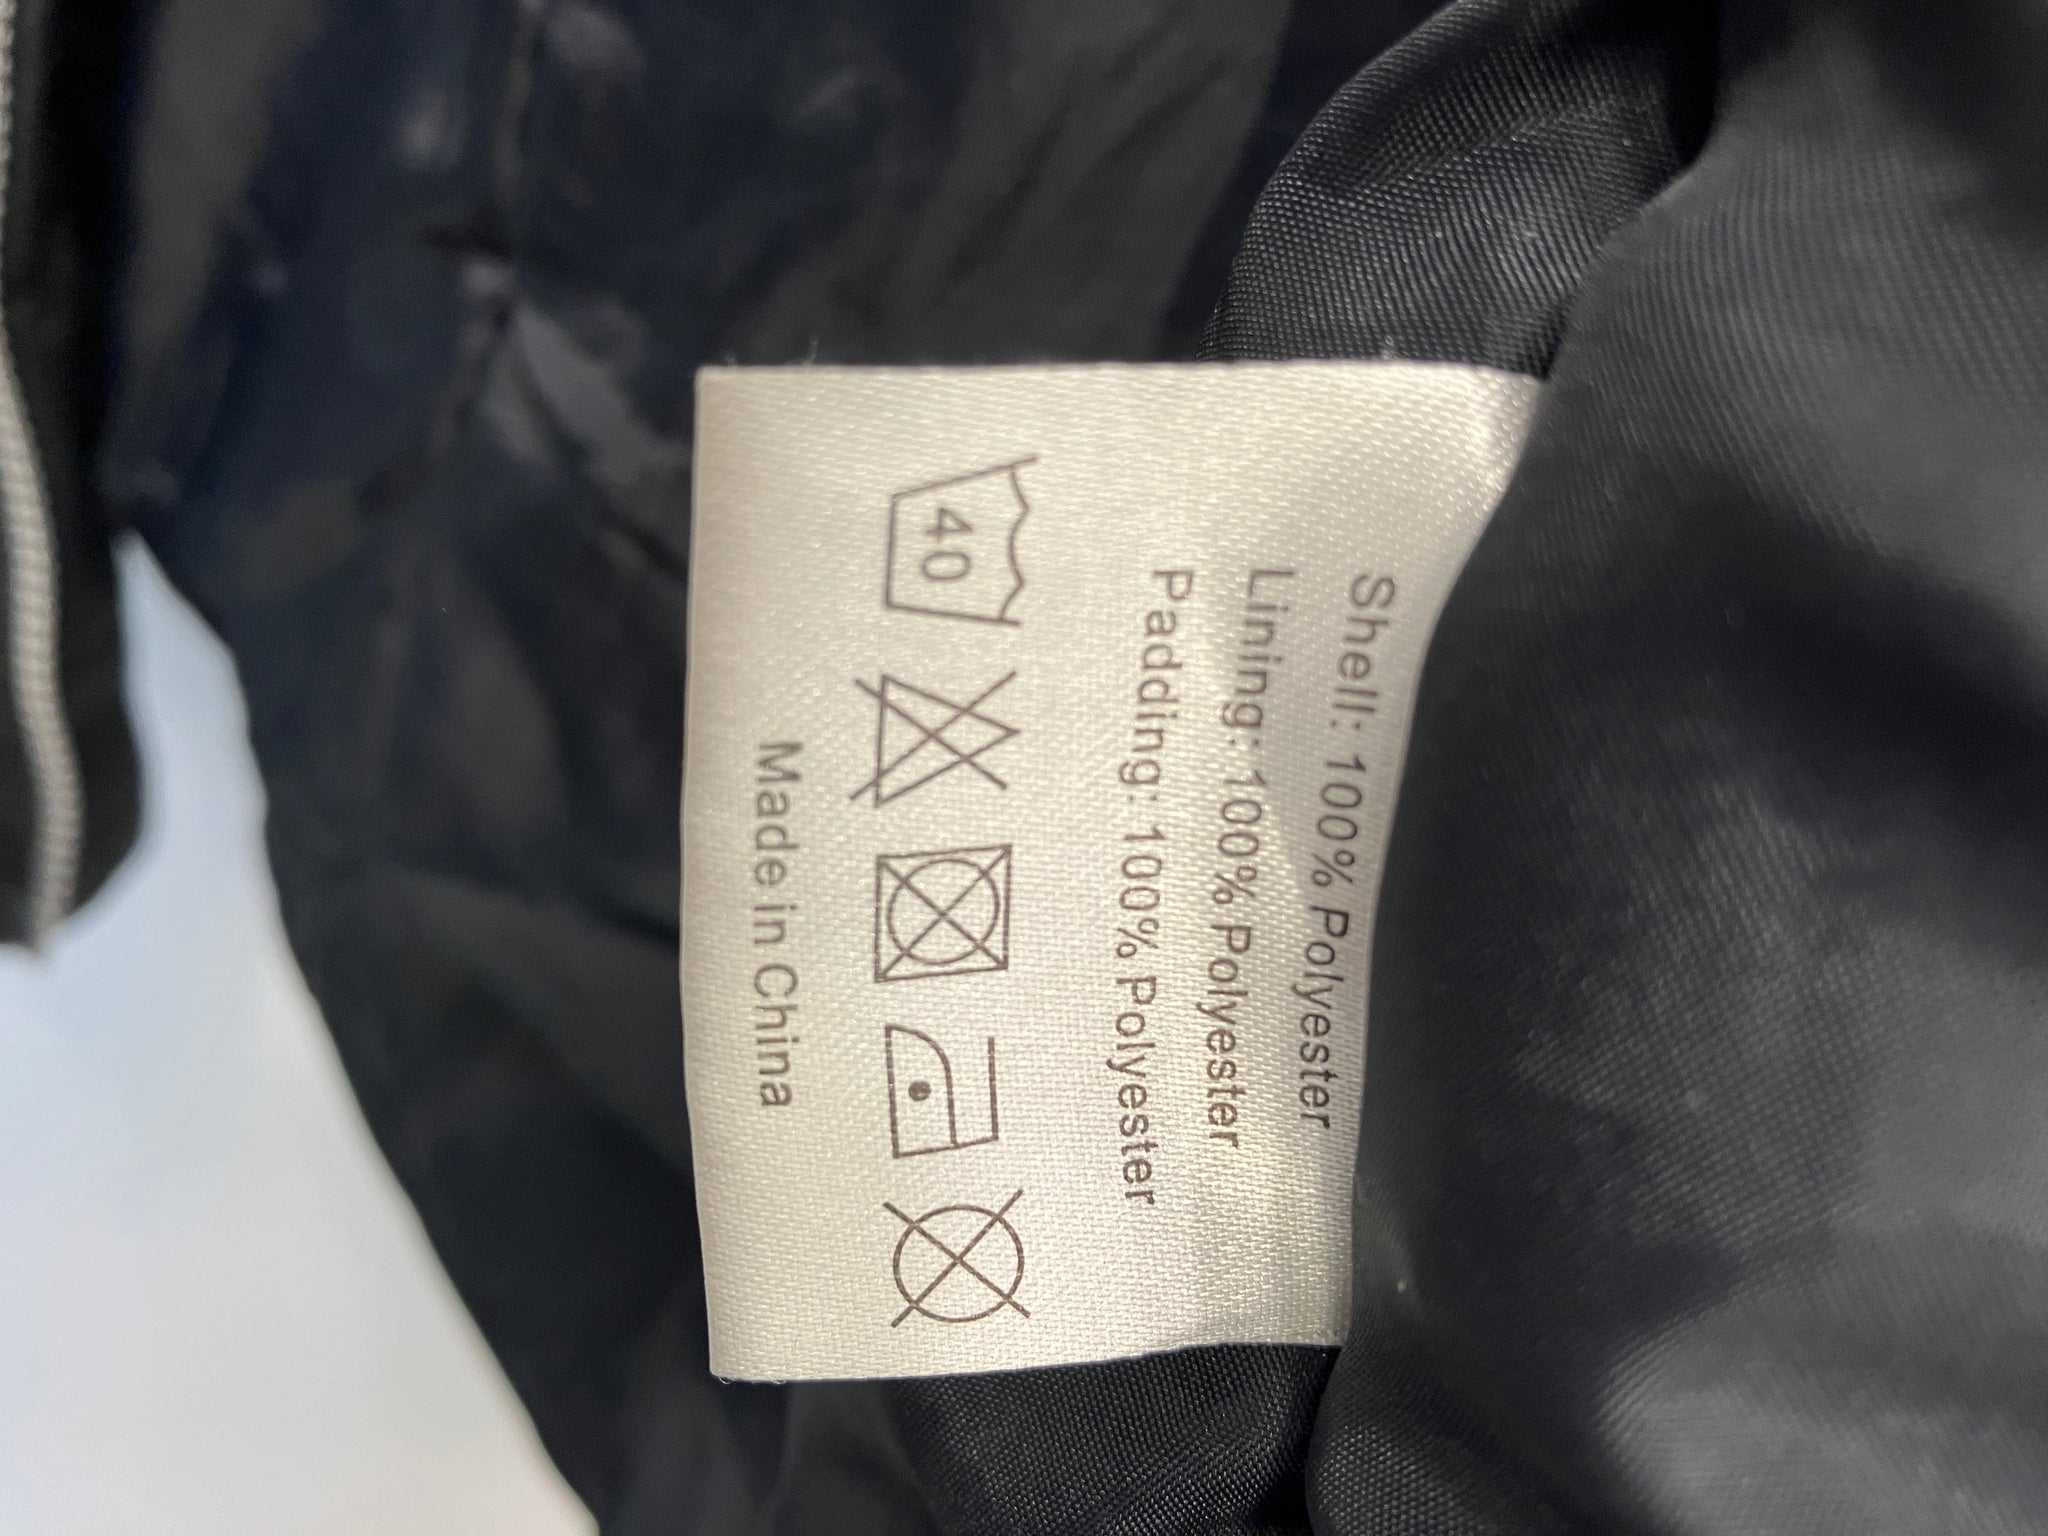 Shell: 100% Polyester
Lining: 100% Polyester
Padding: 100% Polyester
40
Made in China